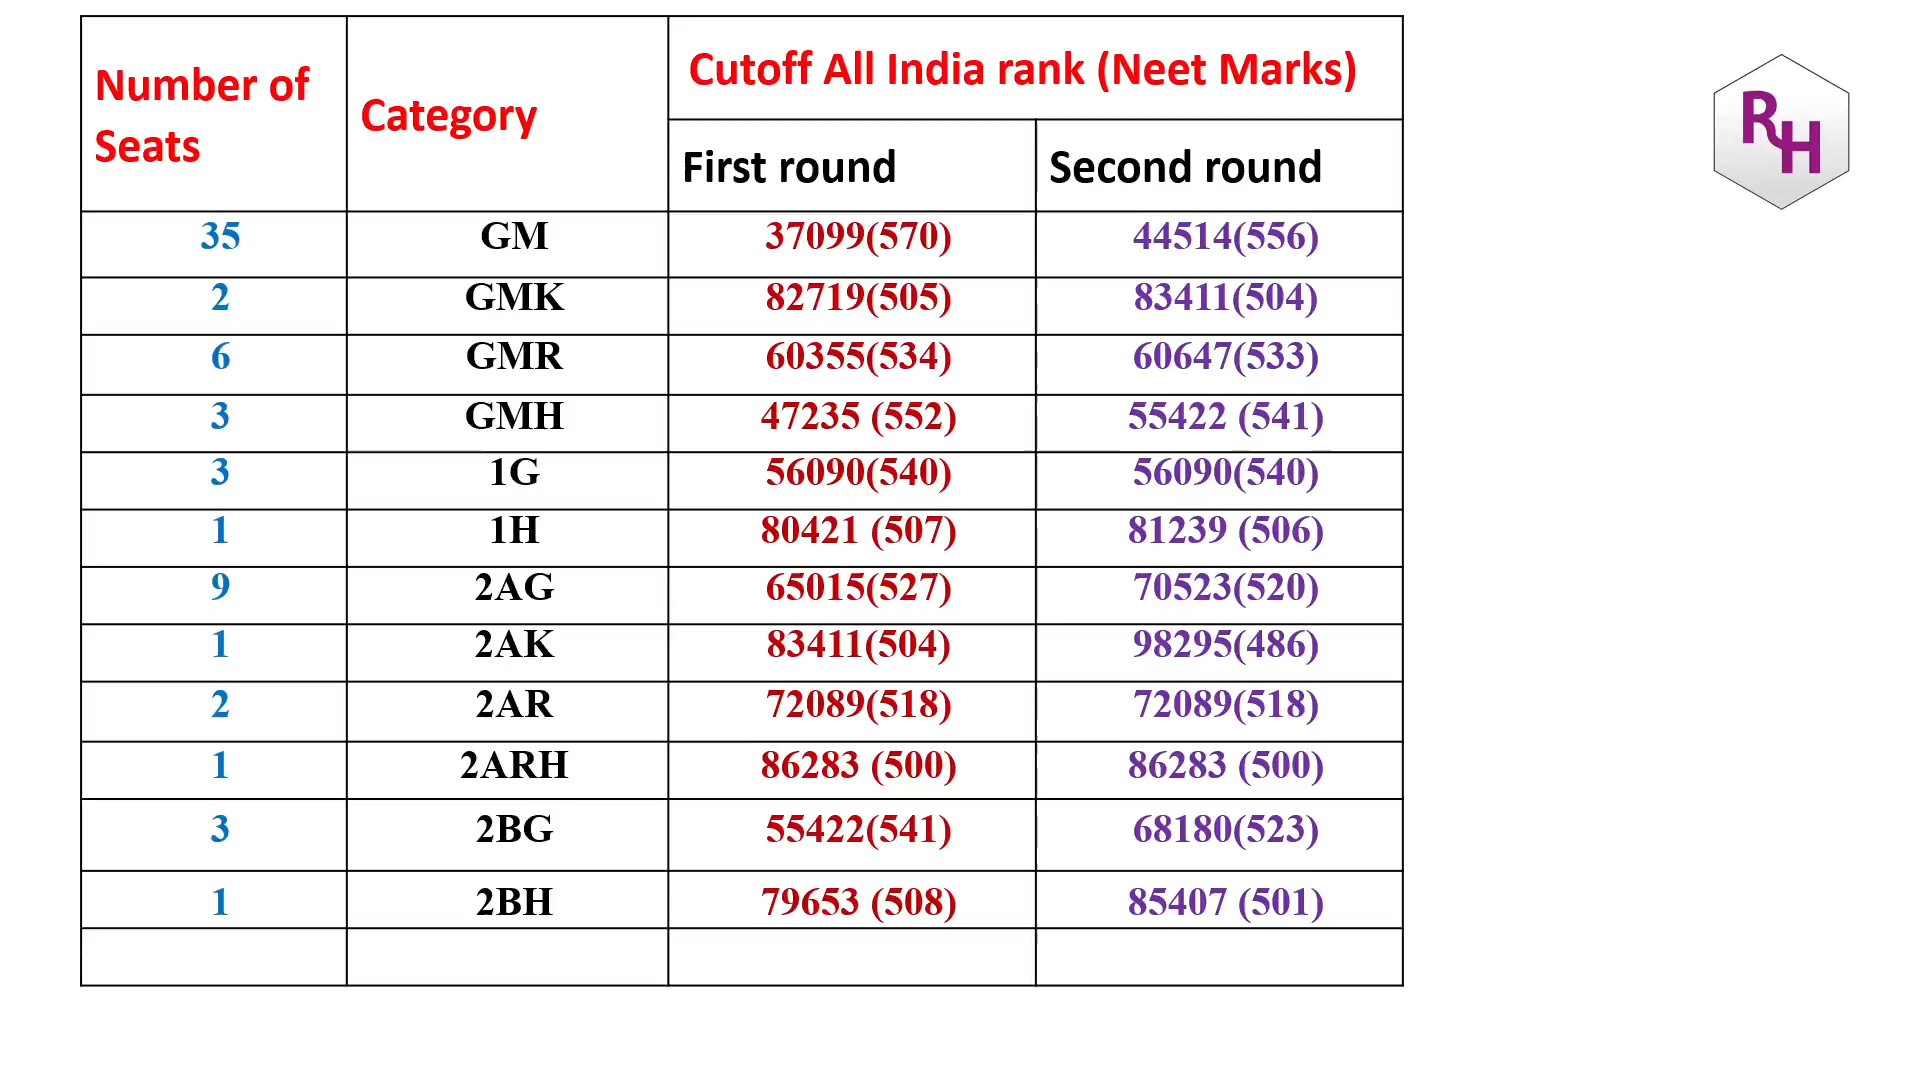 Number of
Seats
Category
Cutoff All India rank (Neet Marks)
First round
Second round
35 GM 37099(570) 44514(556)
2 GMK 82719(505) 83411(504)
6 GMR 60355(534) 60647(533)
3 GMH 47235 (552) 55422 (541)
3 1G 56090(540) 56090(540)
1 1H 80421 (507) 81239 (506)
9 2AG 65015(527) 70523(520)
1 2AK 83411(504) 98295(486)
2 2AR 72089(518) 72089(518)
1 2ARH 86283 (500) 86283 (500)
3 2BG 55422(541) 68180(523)
1 2BH 79653 (508) 85407 (501)
RH